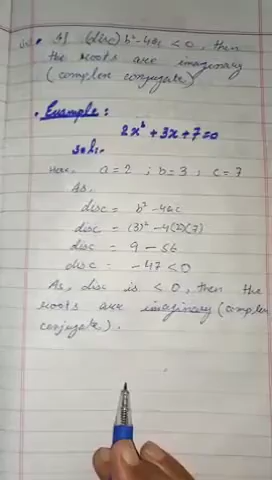 If (disc) b²-4ac < 0, then
the roots are imaginary
(complex conjugate)
Example:
2x² + 3x + 7 = 0
Soln.
Here, a = 2 ; b = 3 ; c = 7
As,
disc = b² - 4ac
disc = (3)² - 4(2)(7)
disc = 9 - 56
disc = -47 < 0
As, disc is < 0, then the
roots are imaginary (complex
conjugate).